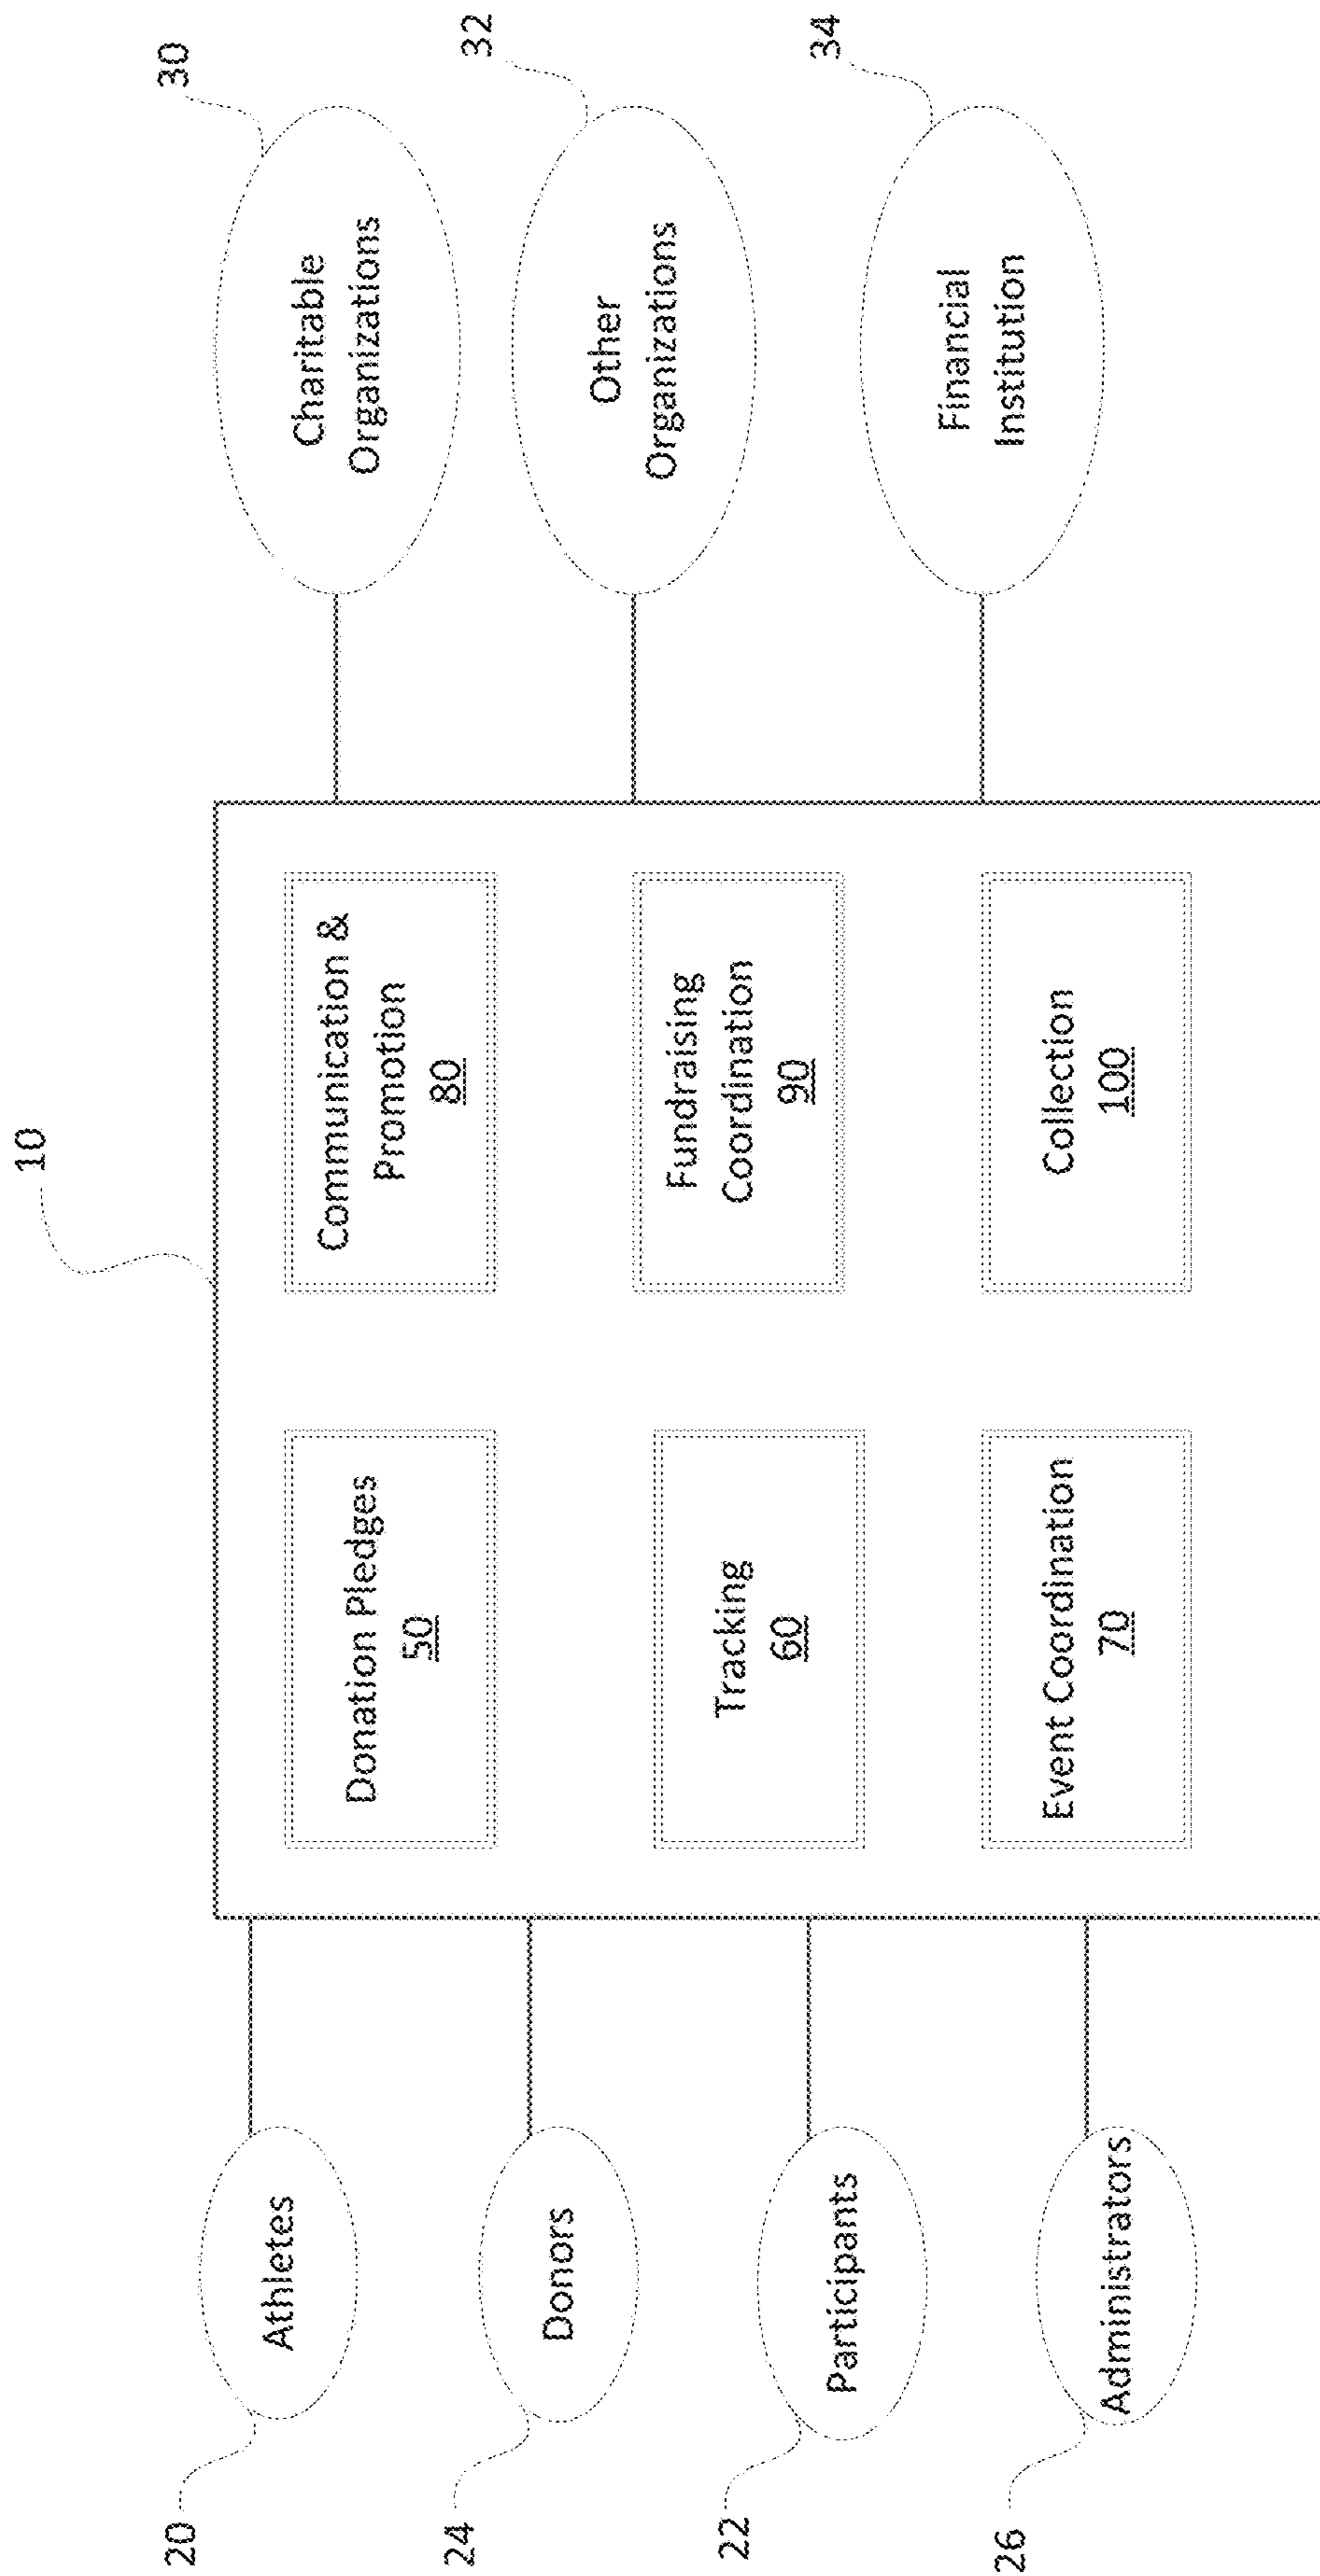 10
20
Athletes
24
Donors
22
Participants
26
Administrators
Donation Pledges
50
Tracking
60
Event Coordination
70
Communication &
Promotion
80
Fundraising
Coordination
90
Collection
100
30
Charitable
Organizations
32
Other
Organizations
34
Financial
Institution